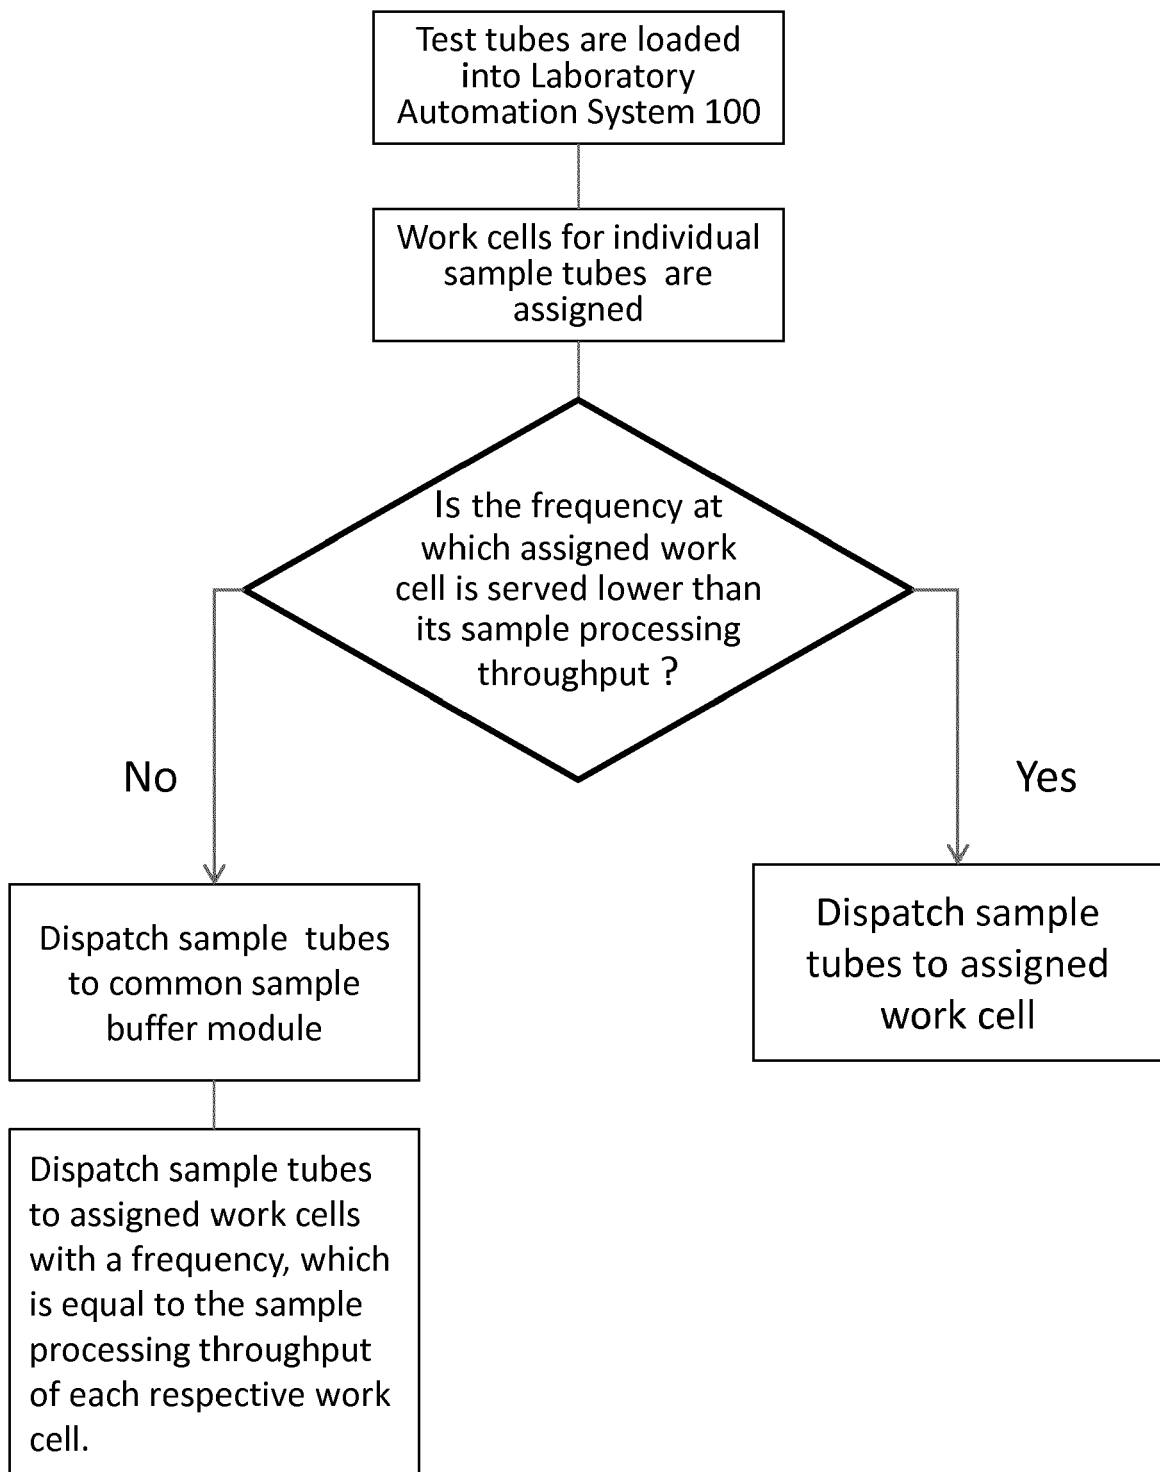 Test tubes are loaded
into Laboratory
Automation System 100
Work cells for individual
sample tubes are
assigned
Is the frequency at
which assigned work
cell is served lower than
its sample processing
throughput ?
No
Yes
Dispatch sample tubes
to common sample
buffer module
Dispatch sample
tubes to assigned
work cell
Dispatch sample tubes
to assigned work cells
with a frequency, which
is equal to the sample
processing throughput
of each respective work
cell.